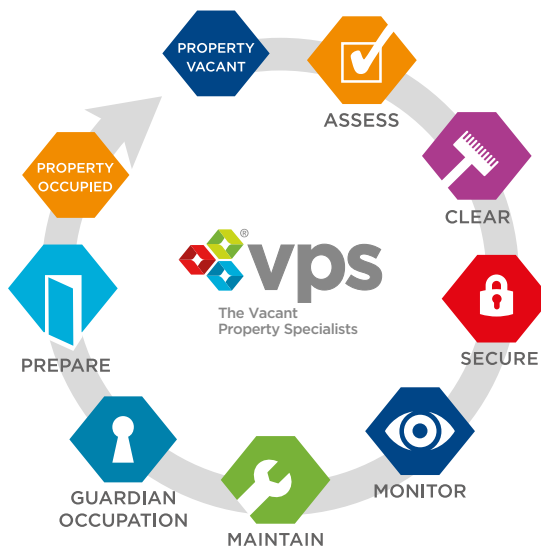 PROPERTY
VACANT
ASSESS
CLEAR
SECURE
MONITOR
MAINTAIN
GUARDIAN
OCCUPATION
PREPARE
PROPERTY
OCCUPIED
vps®
The Vacant
Property Specialists